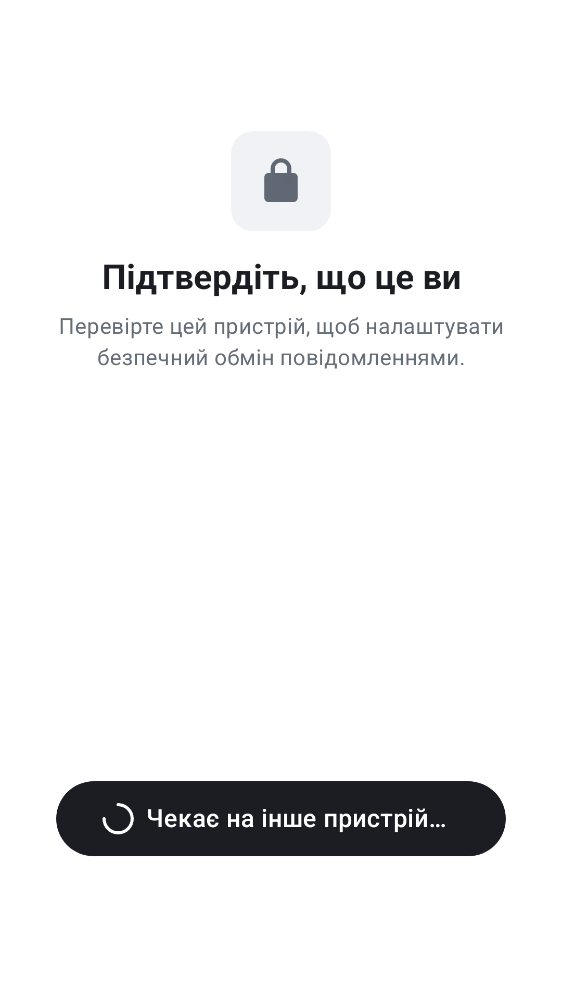 Підтвердіть, що це ви
Перевірте цей пристрій, щоб налаштувати
безпечний обмін повідомленнями.
Чекає на інше пристрій…